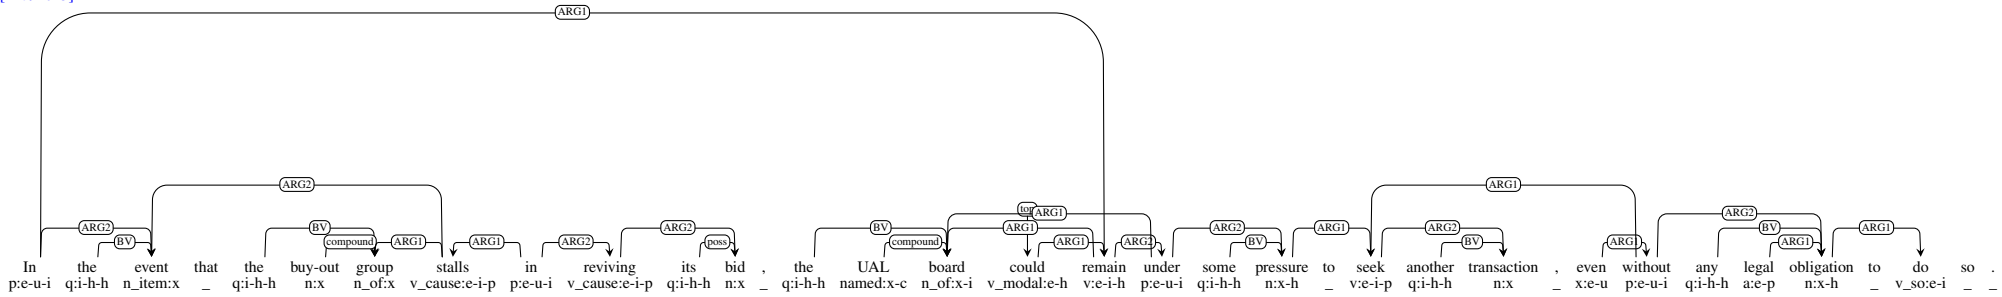 ARG1
ARG2 ARG1
top ARG1
ARG2 BV ARG2 BV ARG1 ARG2 ARG1 ARG2 ARG2
BV compound ARG1 ARG1 ARG2 poss compound ARG1 ARG2 BV BV ARG1 BV ARG1 ARG1
In the event that the buy-out group stalls in reviving its bid , the UAL board could remain under some pressure to seek another transaction , even without any legal obligation to do so .
p:e-u-i q:i-h-h n_item:x _ q:i-h-h n:x n_of:x v_cause:e-i-p p:e-u-i v_cause:e-i-p q:i-h-h n:x _ q:i-h-h named:x-c n_of:x-i v_modal:e-h v:e-i-h p:e-u-i q:i-h-h n:x-h _ v:e-i-p q:i-h-h n:x _ x:e-u p:e-u-i q:i-h-h a:e-p n:x-h _ v_so:e-i _ _